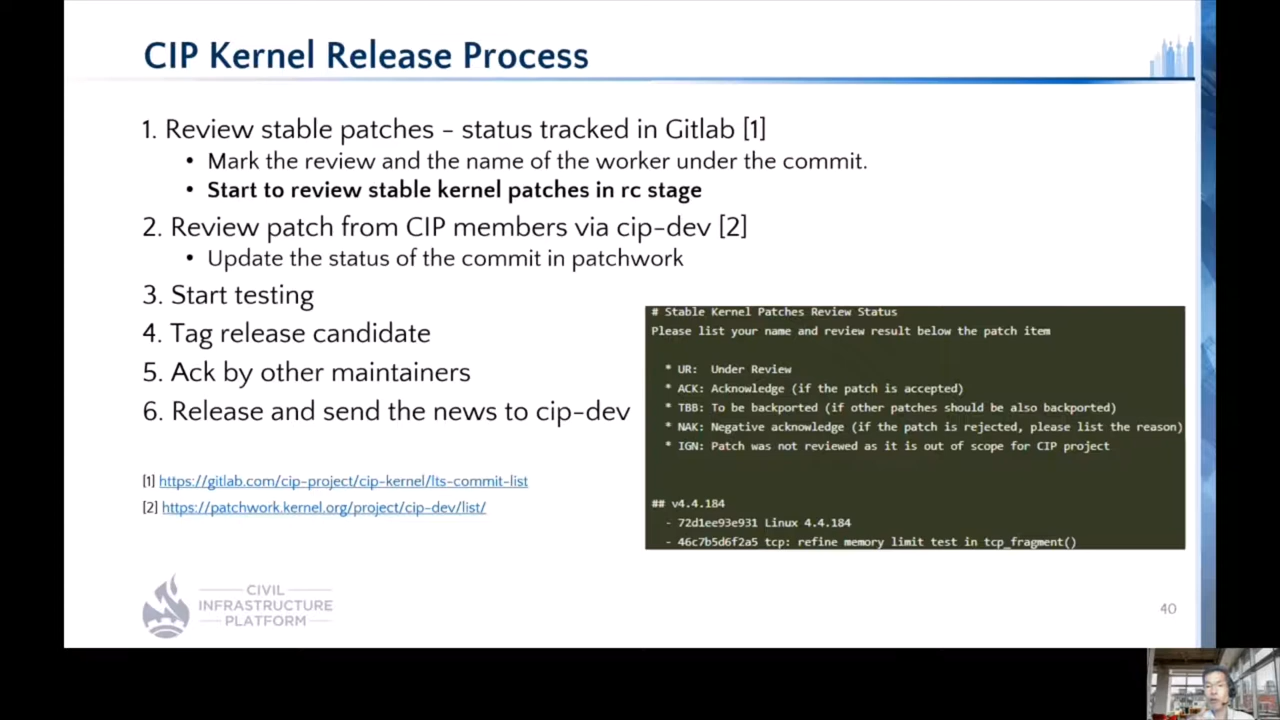 CIP Kernel Release Process
1. Review stable patches – status tracked in Gitlab [1]
• Mark the review and the name of the worker under the commit.
• Start to review stable kernel patches in rc stage
2. Review patch from CIP members via cip-dev [2]
• Update the status of the commit in patchwork
3. Start testing
4. Tag release candidate
5. Ack by other maintainers
6. Release and send the news to cip-dev
[1] https://gitlab.com/cip-project/cip-kernel/lts-commit-list
[2] https://patchwork.kernel.org/project/cip-dev/list/
# Stable Kernel Patches Review Status
Please list your name and review result below the patch item
* UR: Under Review
* ACK: Acknowledge (if the patch is accepted)
* TBB: To be backported (if other patches should be also backported)
* NAK: Negative acknowledge (if the patch is rejected, please list the reason)
* IGN: Patch was not reviewed as it is out of scope for CIP project
## v4.4.184
- 72d1ee93e931 Linux 4.4.184
- 46c7b5d6f2a5 tcp: refine memory limit test in tcp_fragment()
CIVIL
INFRASTRUCTURE
PLATFORM
40